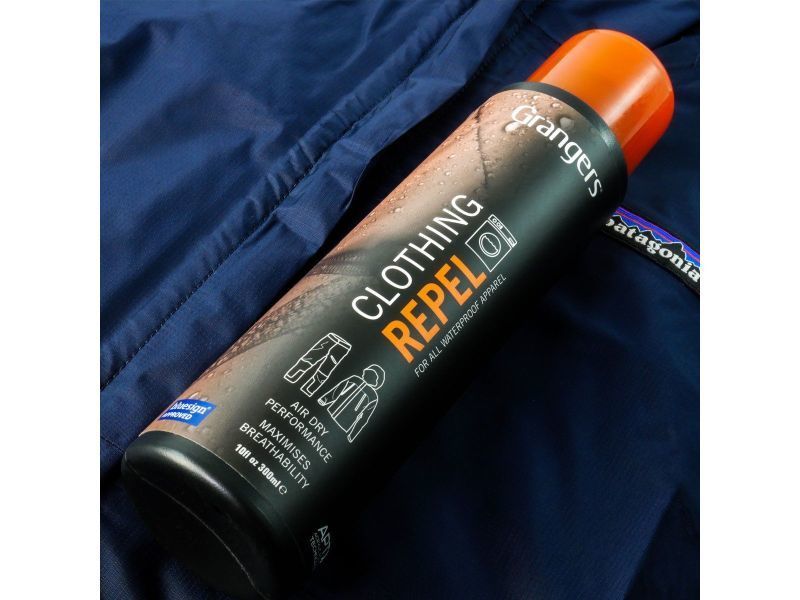 Grangers
CLOTHING
REPEL
FOR ALL WATERPROOF APPAREL
AIR DRY
PERFORMANCE
MAXIMISES
BREATHABILITY
10fl oz 300ml e
bluesign®
APPROVED
patagonia